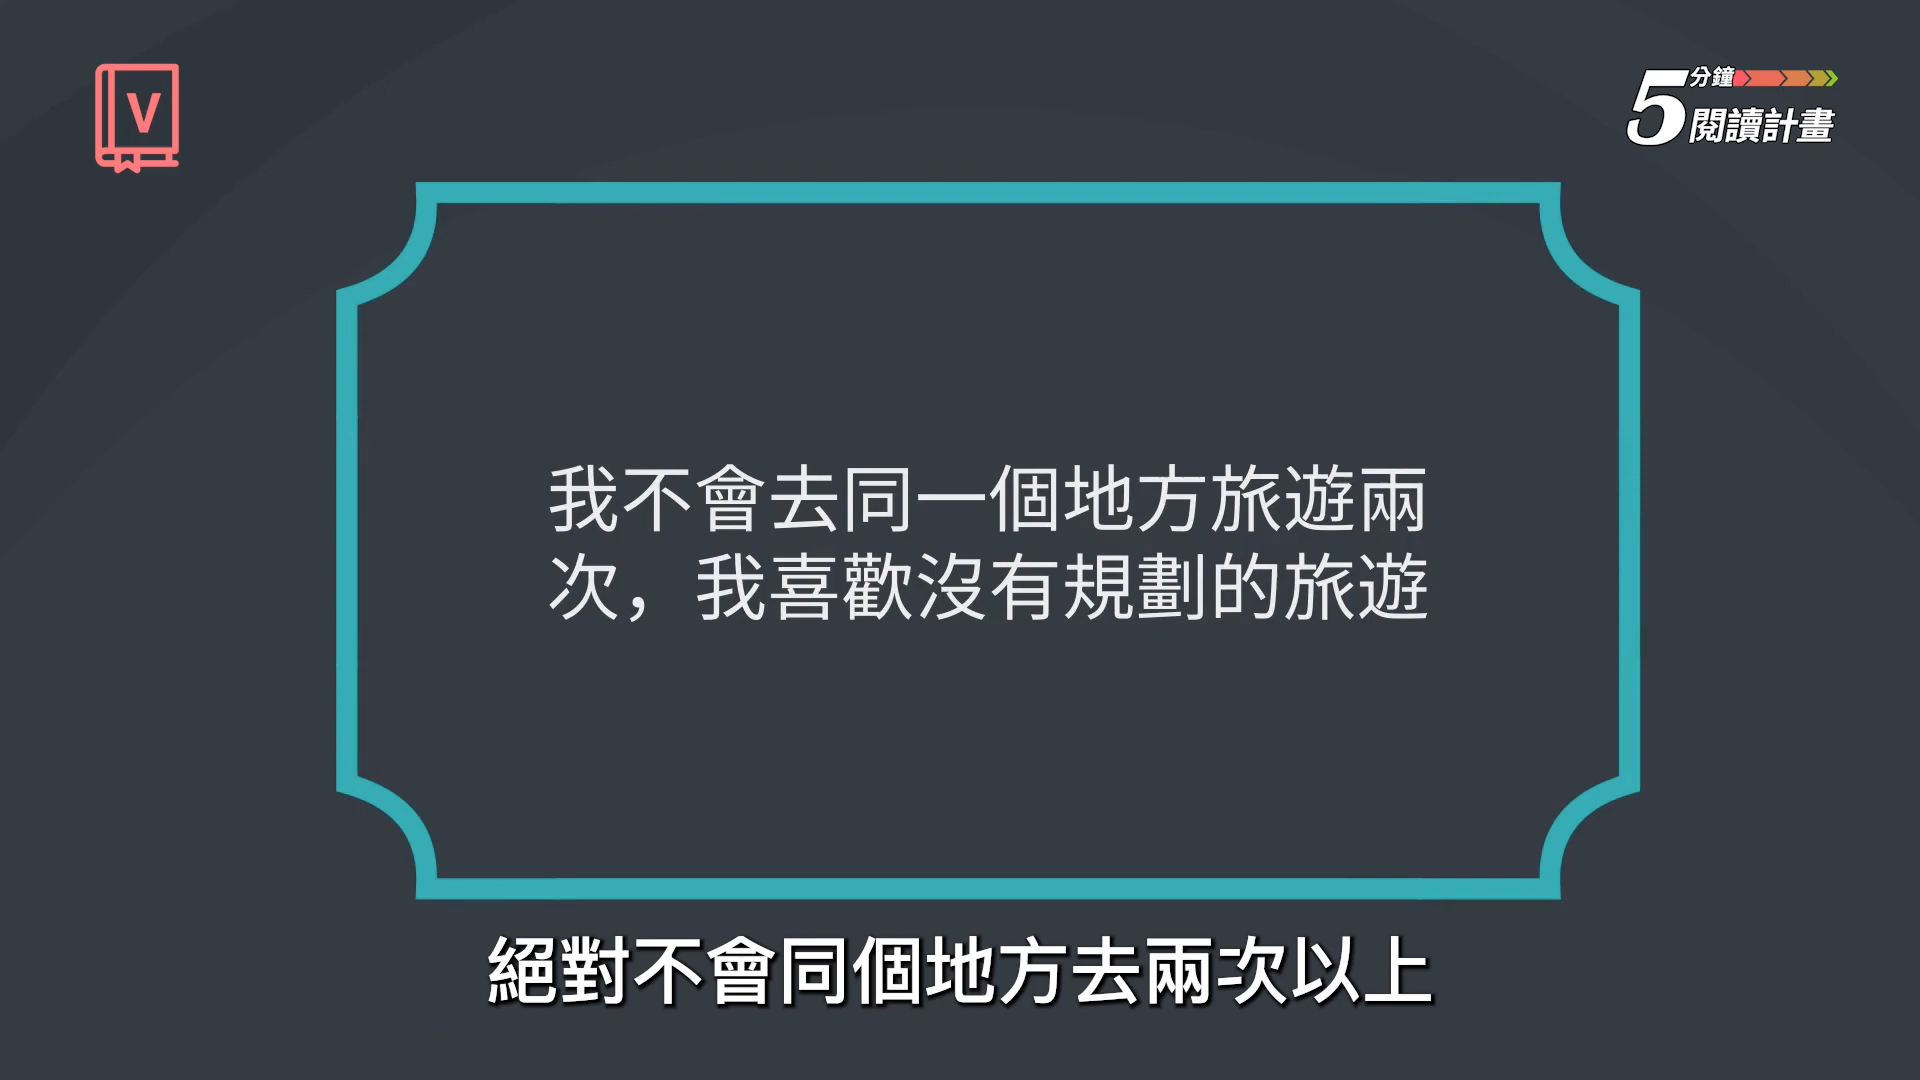 V
5分鐘
閱讀計畫
我不會去同一個地方旅遊兩
次，我喜歡沒有規劃的旅遊
絕對不會同個地方去兩次以上